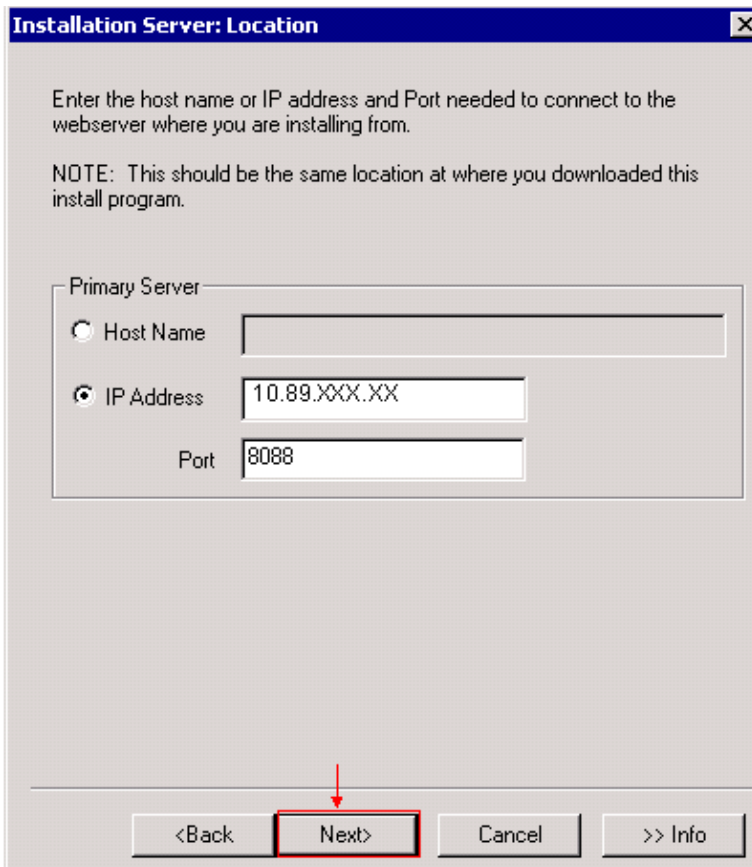 Installation Server: Location
Enter the host name or IP address and Port needed to connect to the
webserver where you are installing from.
NOTE:  This should be the same location at where you downloaded this
install program.
Primary Server
Host Name
IP Address 10.89.XXX.XX
Port 8088
<Back Next> Cancel >> Info